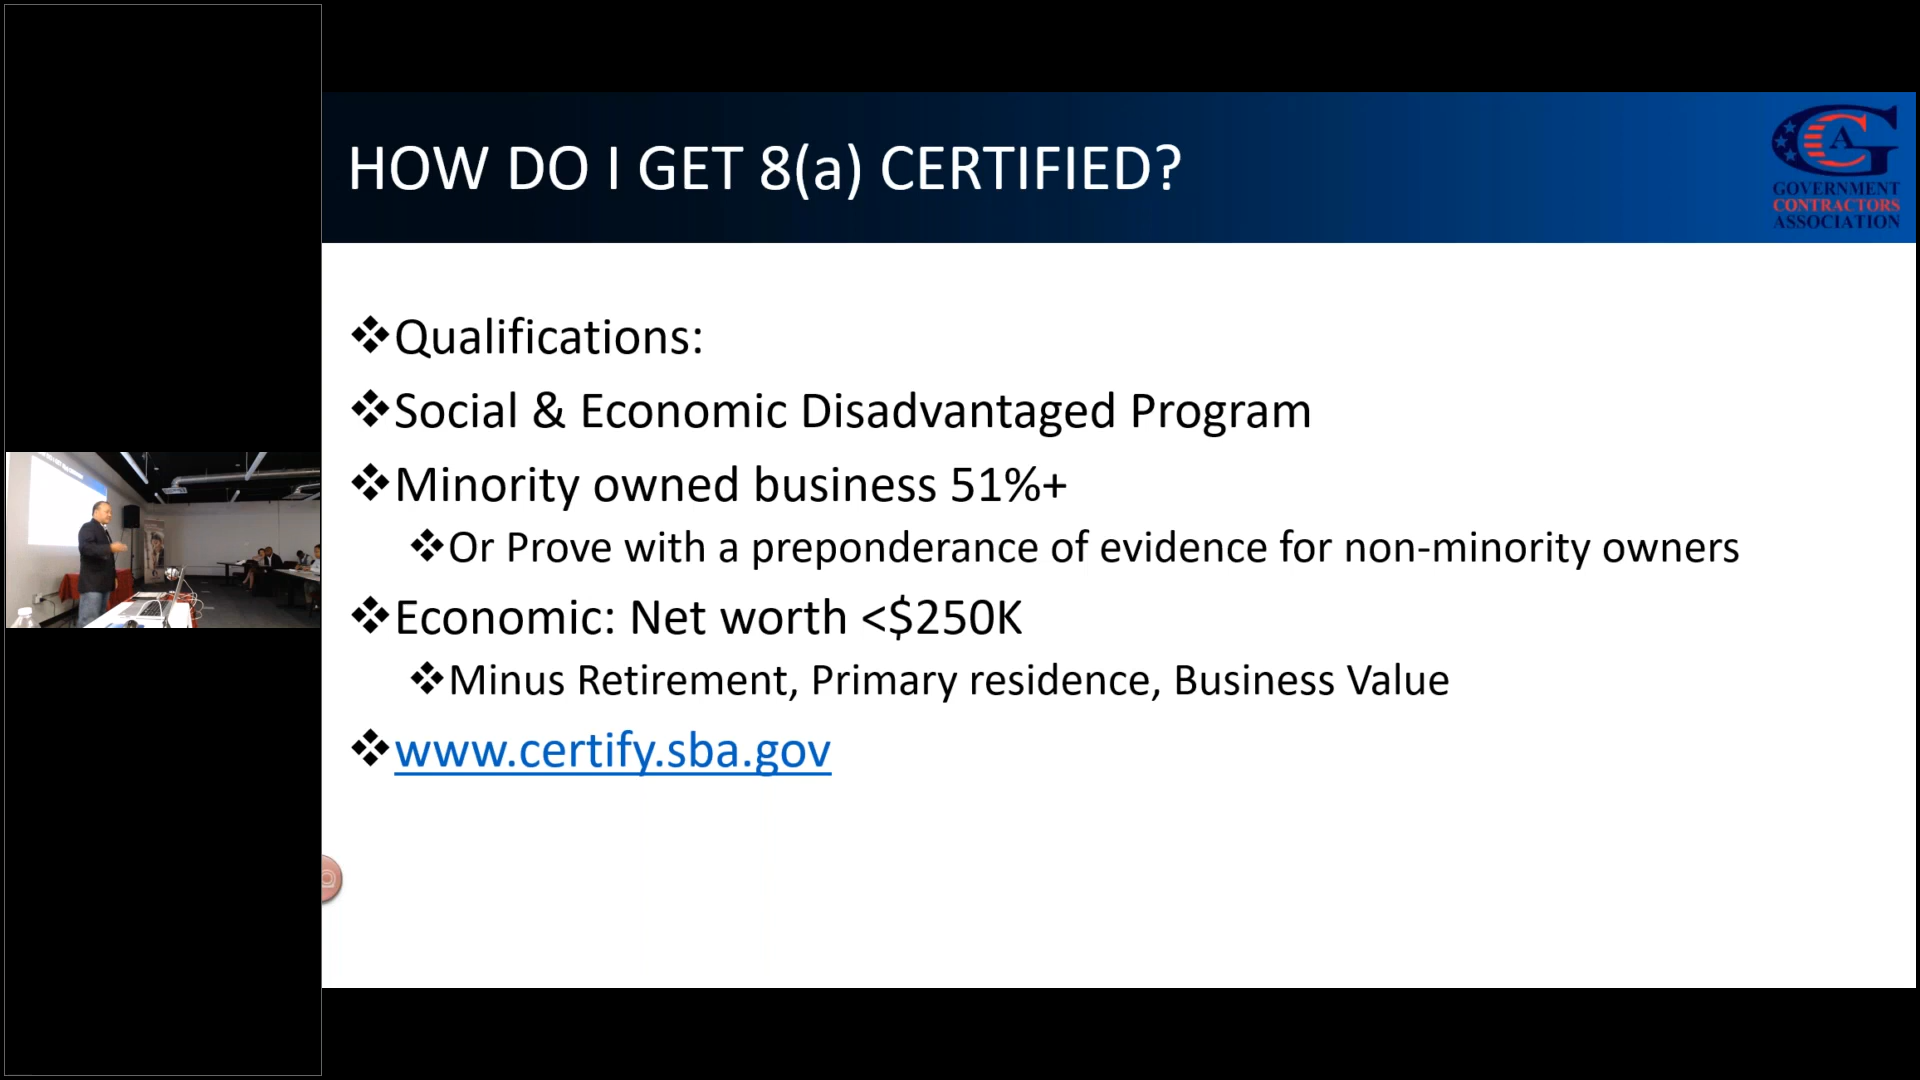 HOW DO I GET 8(a) CERTIFIED?
GOVERNMENT
CONTRACTORS
ASSOCIATION
❖Qualifications:
❖Social & Economic Disadvantaged Program
❖Minority owned business 51%+
❖Or Prove with a preponderance of evidence for non-minority owners
❖Economic: Net worth <$250K
❖Minus Retirement, Primary residence, Business Value
❖www.certify.sba.gov